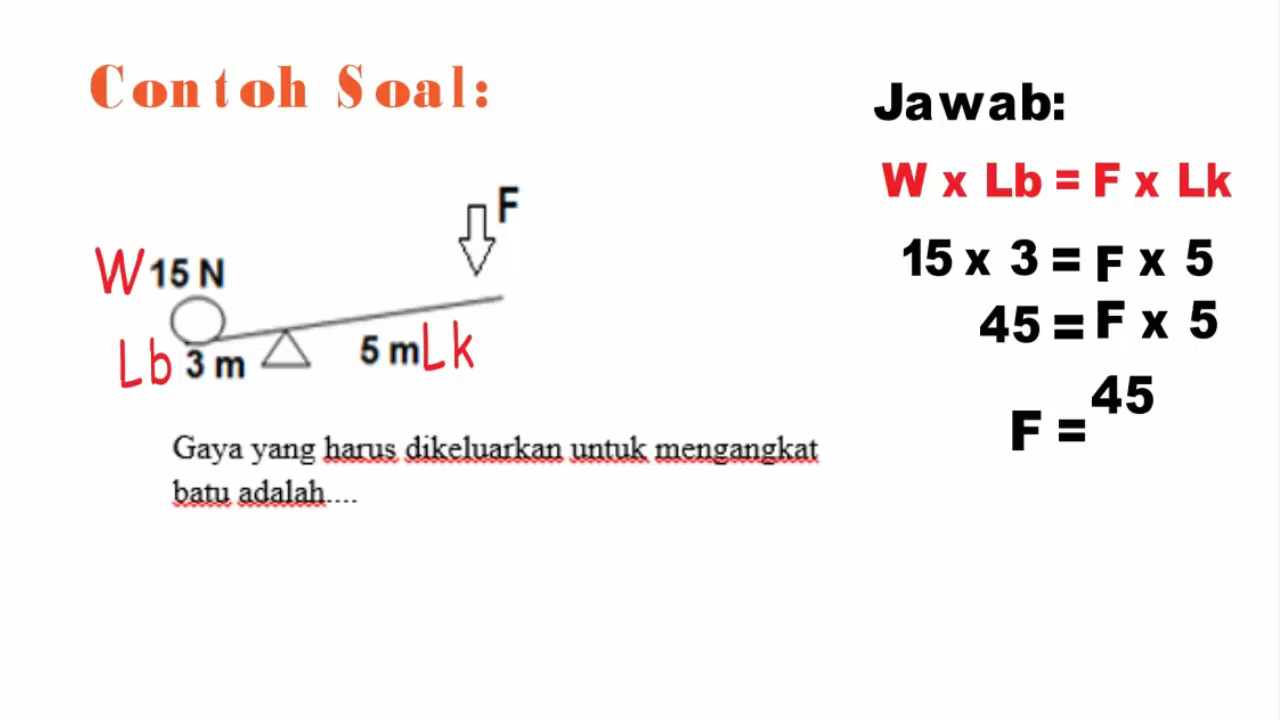 Contoh Soal:
F
W 15 N
Lb 3 m
5 m Lk
Gaya yang harus dikeluarkan untuk mengangkat
batu adalah....
Jawab:
W x Lb = F x Lk
15 x 3 = F x 5
45 = F x 5
F = 45